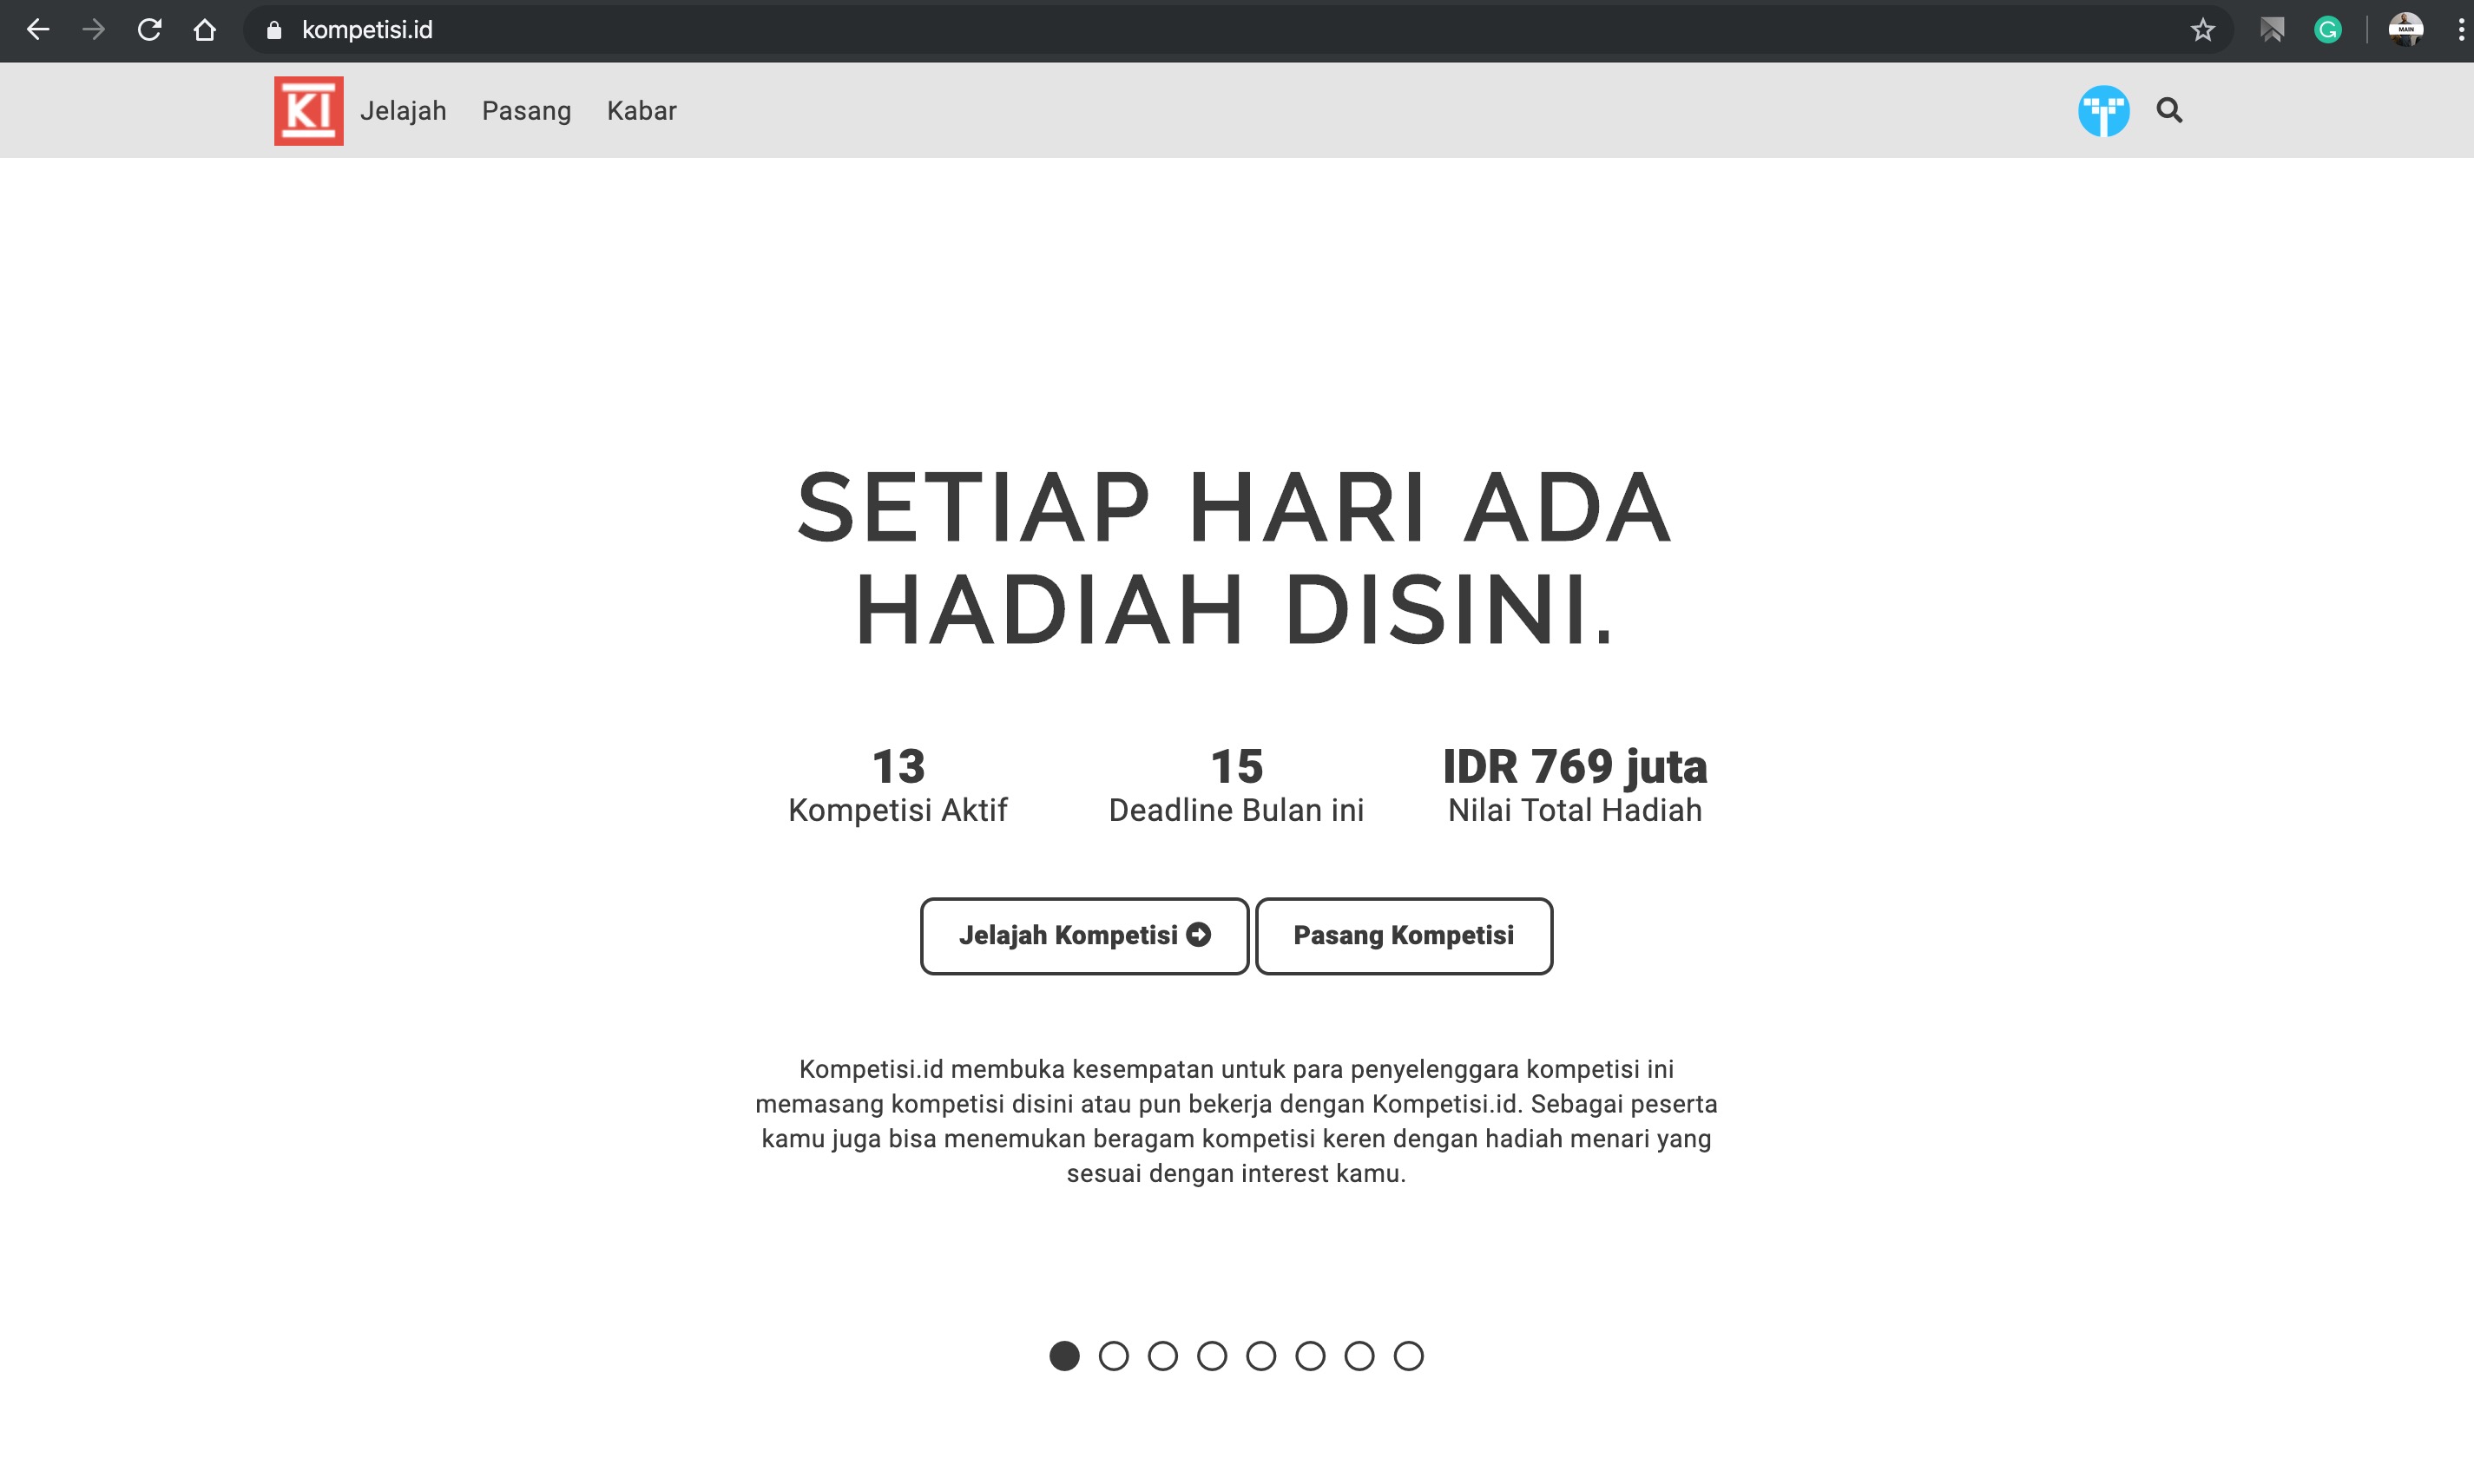 kompetisi.id
KI
Jelajah
Pasang
Kabar
MAIN
SETIAP HARI ADA
HADIAH DISINI.
13
Kompetisi Aktif
15
Deadline Bulan ini
IDR 769 juta
Nilai Total Hadiah
Jelajah Kompetisi
Pasang Kompetisi
Kompetisi.id membuka kesempatan untuk para penyelenggara kompetisi ini
memasang kompetisi disini atau pun bekerja dengan Kompetisi.id. Sebagai peserta
kamu juga bisa menemukan beragam kompetisi keren dengan hadiah menari yang
sesuai dengan interest kamu.